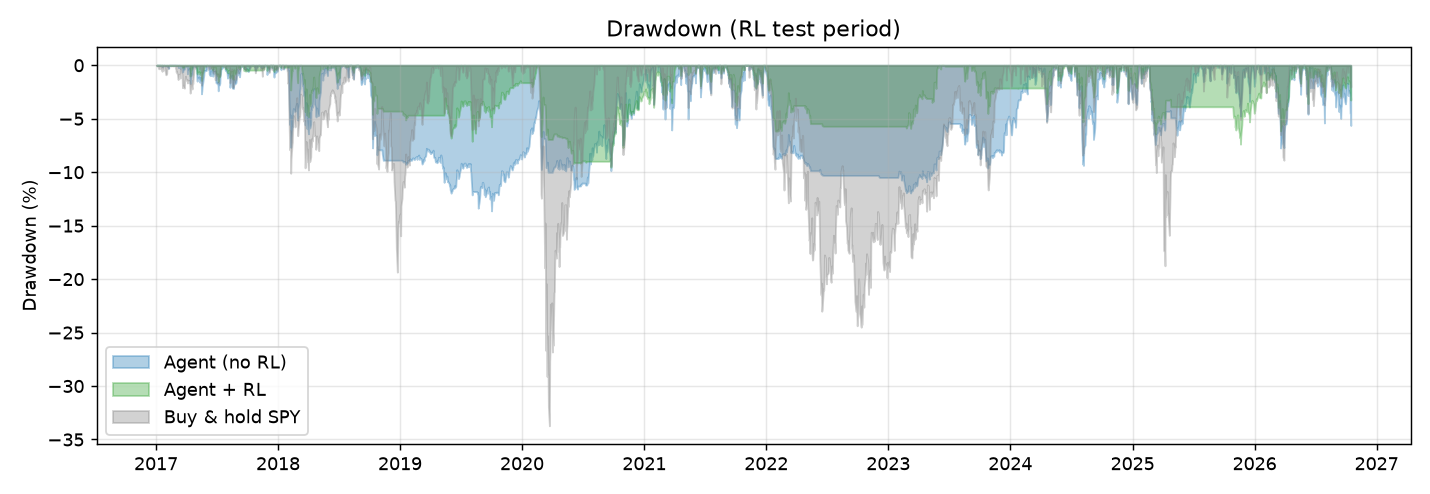 Drawdown (RL test period)
Drawdown (%)
0
−5
−10
−15
−20
−25
−30
−35
Agent (no RL)
Agent + RL
Buy & hold SPY
2017 2018 2019 2020 2021 2022 2023 2024 2025 2026 2027